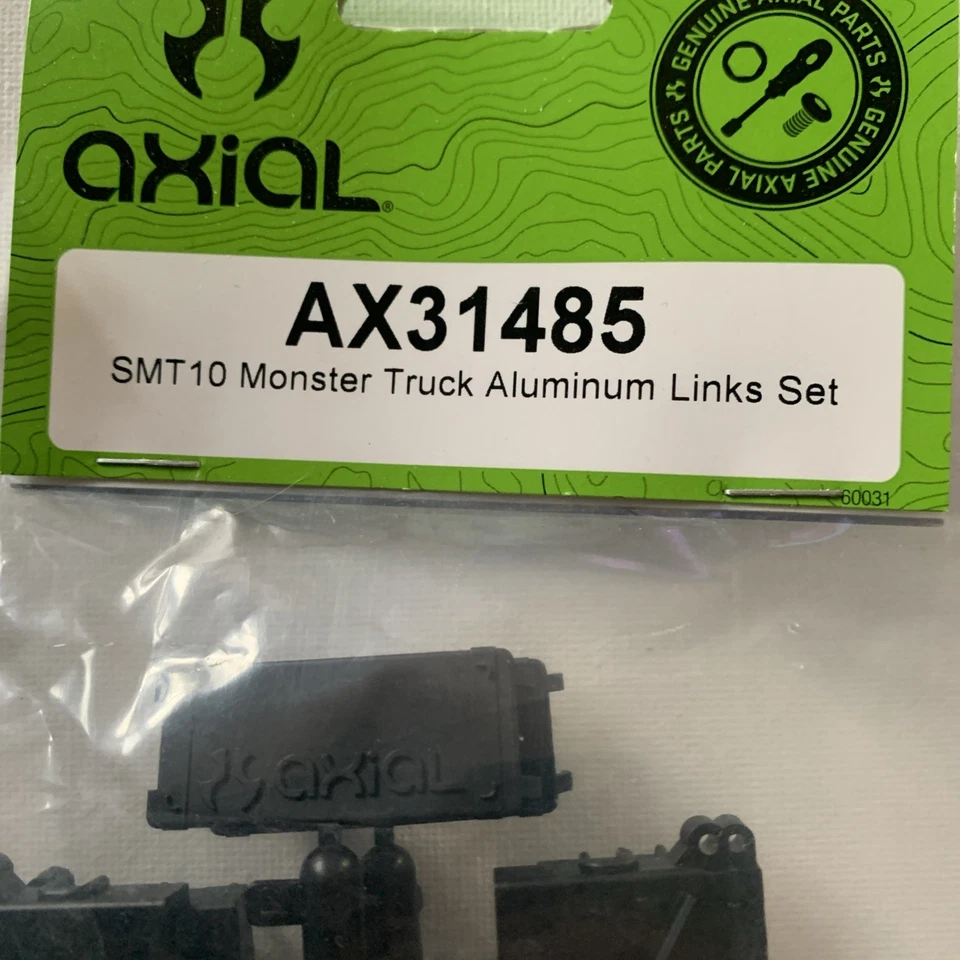 GENUINE AXIAL PARTS
GENUINE AXIAL PARTS
axiaL®
AX31485
SMT10 Monster Truck Aluminum Links Set
60031
axiaL